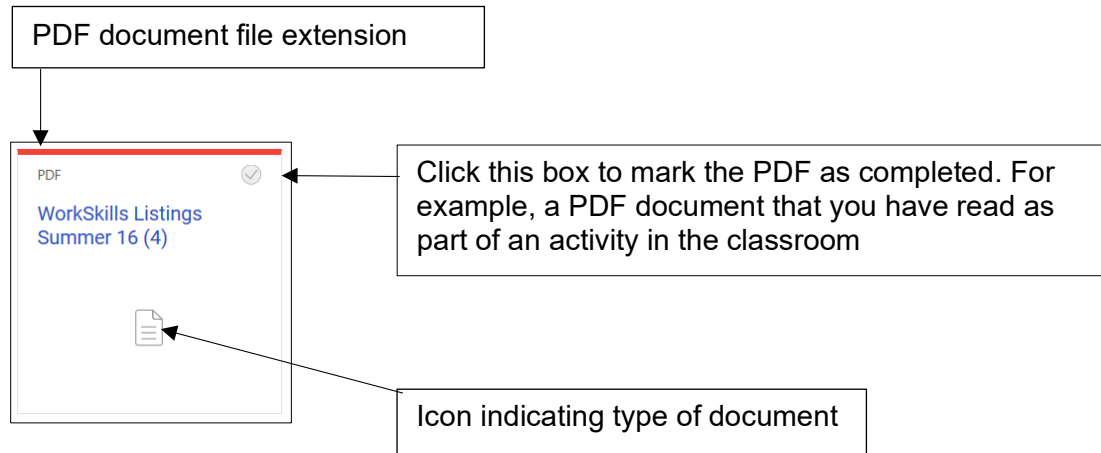 PDF document file extension
PDF
WorkSkills Listings
Summer 16 (4)
Click this box to mark the PDF as completed. For
example, a PDF document that you have read as
part of an activity in the classroom
Icon indicating type of document